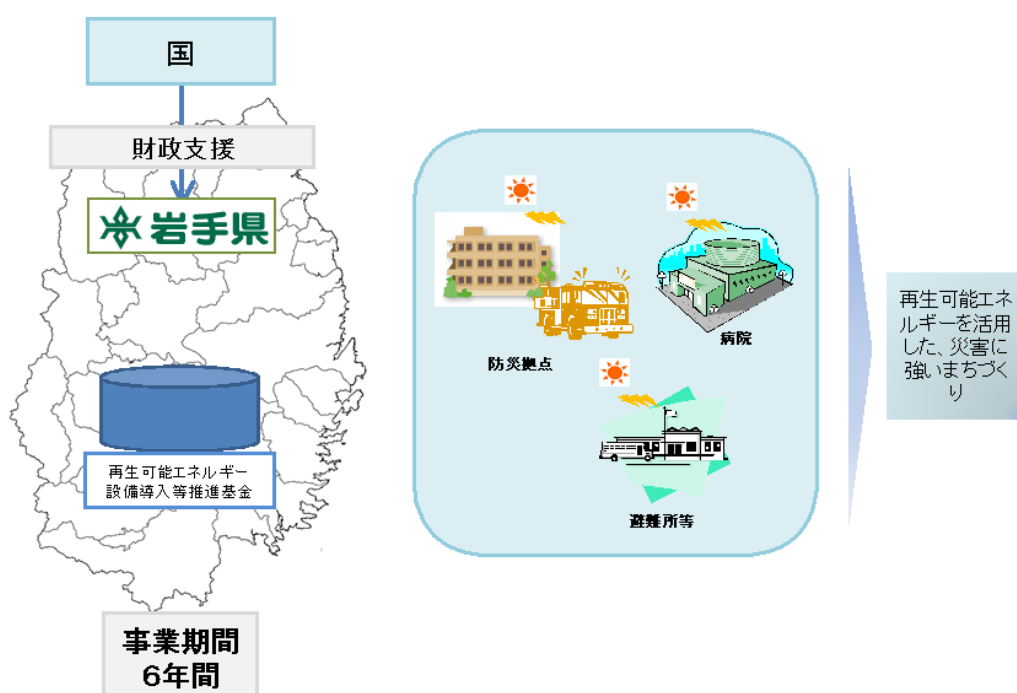 国
財政支援
岩手県
再生可能エネルギー
設備導入等推進基金
事業期間
6年間
防災拠点
病院
避難所等
再生可能エネ
ルギーを活用
した、災害に
強いまちづく
り